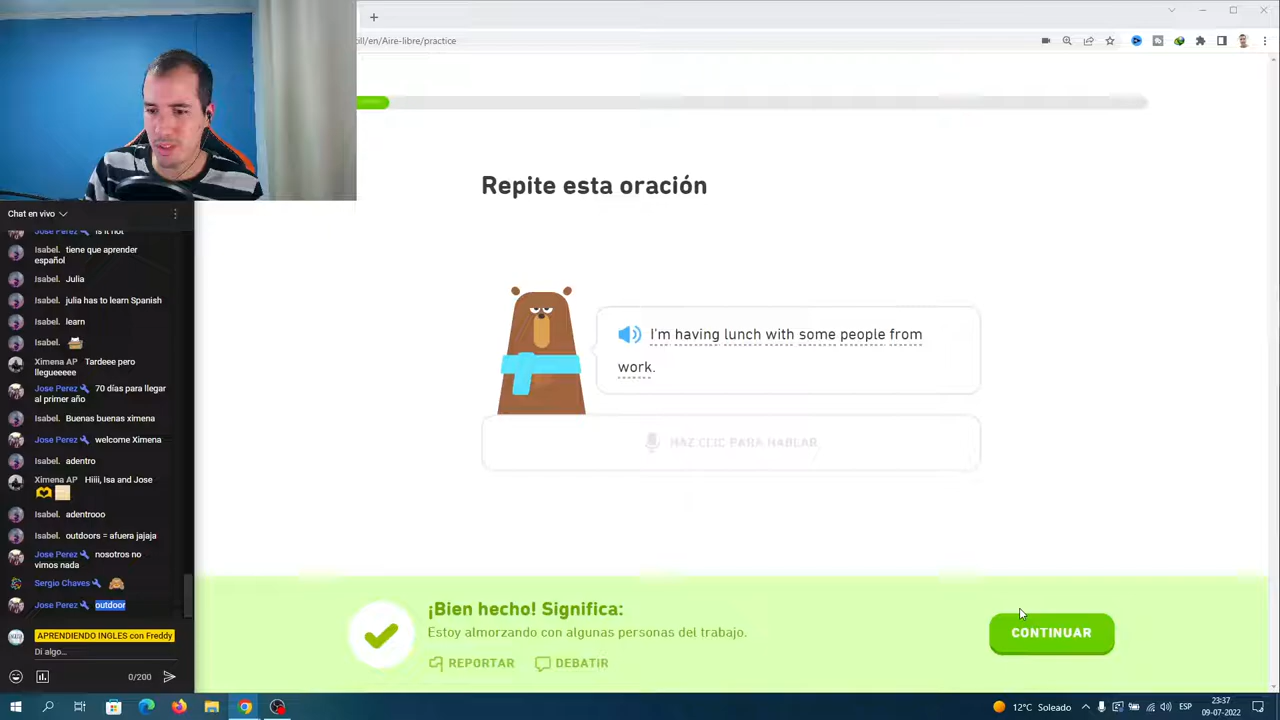 ill/en/Aire-libre/practice
Repite esta oración
I'm having lunch with some people from
work.
HAZ CLIC PARA HABLAR
¡Bien hecho! Significa:
Estoy almorzando con algunas personas del trabajo.
REPORTAR
DEBATIR
CONTINUAR
Chat en vivo
Jose Perez is it hot
Isabel. tiene que aprender
español
Isabel. Julia
Isabel. julia has to learn Spanish
Isabel. learn
Isabel.
Ximena AP Tardeee pero
llegueeeee
Jose Perez 70 días para llegar
al primer año
Isabel. Buenas buenas ximena
Jose Perez welcome Ximena
Isabel. adentro
Ximena AP Hiiii, Isa and Jose
Isabel. adentrooo
Isabel. outdoors = afuera jajaja
Jose Perez nosotros no
vimos nada
Sergio Chaves
Jose Perez outdoor
APRENDIENDO INGLES con Freddy
Di algo...
0/200
12°C Soleado
ESP
23:37
09-07-2022